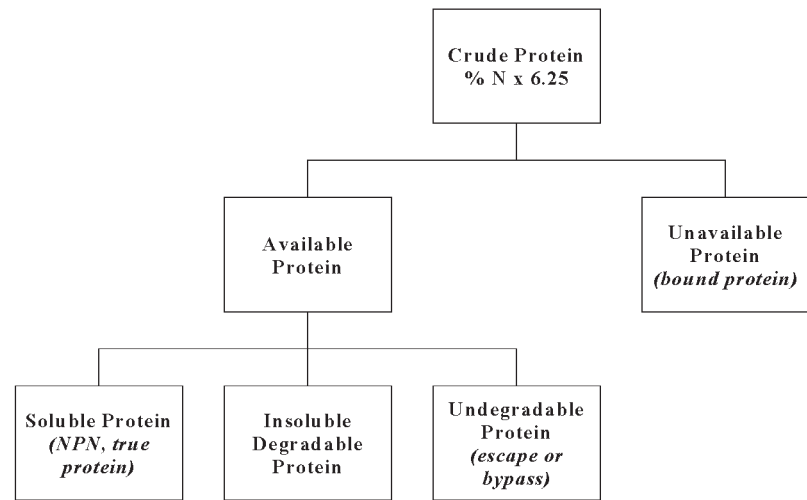 Crude Protein
% N x 6.25
Available
Protein
Unavailable
Protein
(bound protein)
Soluble Protein
(NPN, true
protein)
Insoluble
Degradable
Protein
Undegradable
Protein
(escape or
bypass)